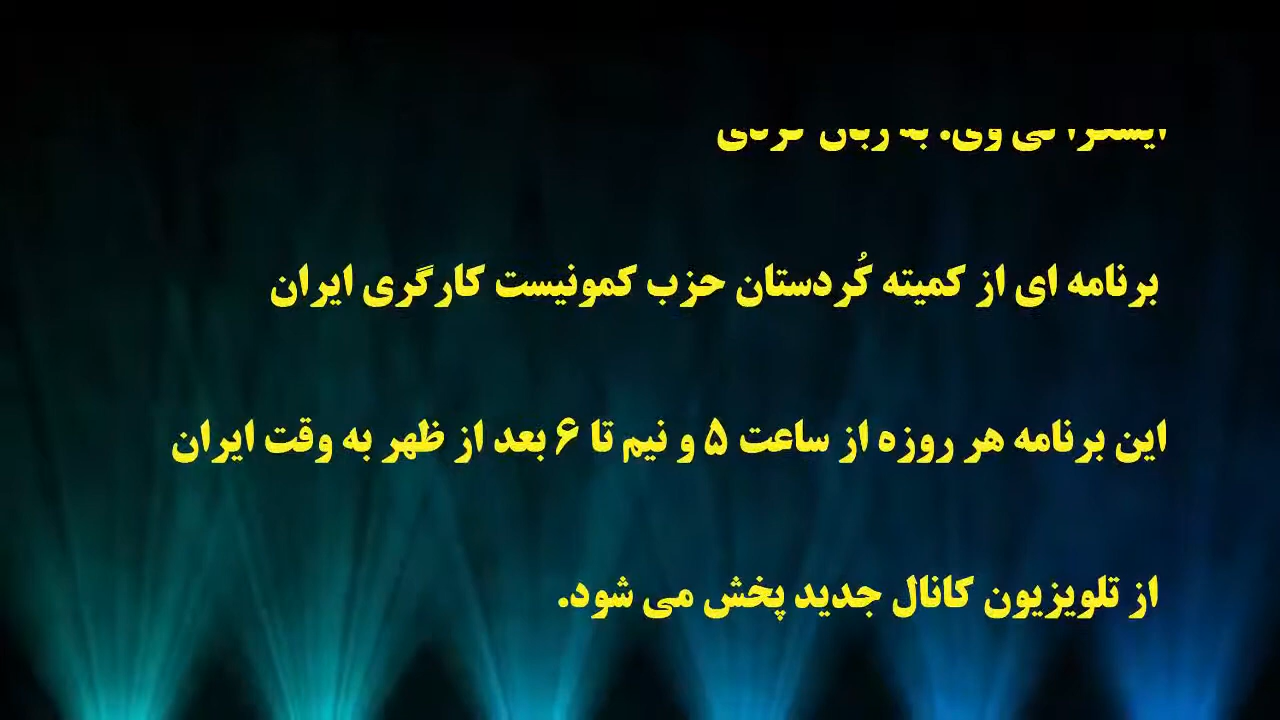 تی وی. به زبان کردی
برنامه ای از کمیته کُردستان حزب کمونیست کارگری ایران
این برنامه هر روزه از ساعت ۵ و نیم تا ۶ بعد از ظهر به وقت ایران
از تلویزیون کانال جدید پخش می شود.